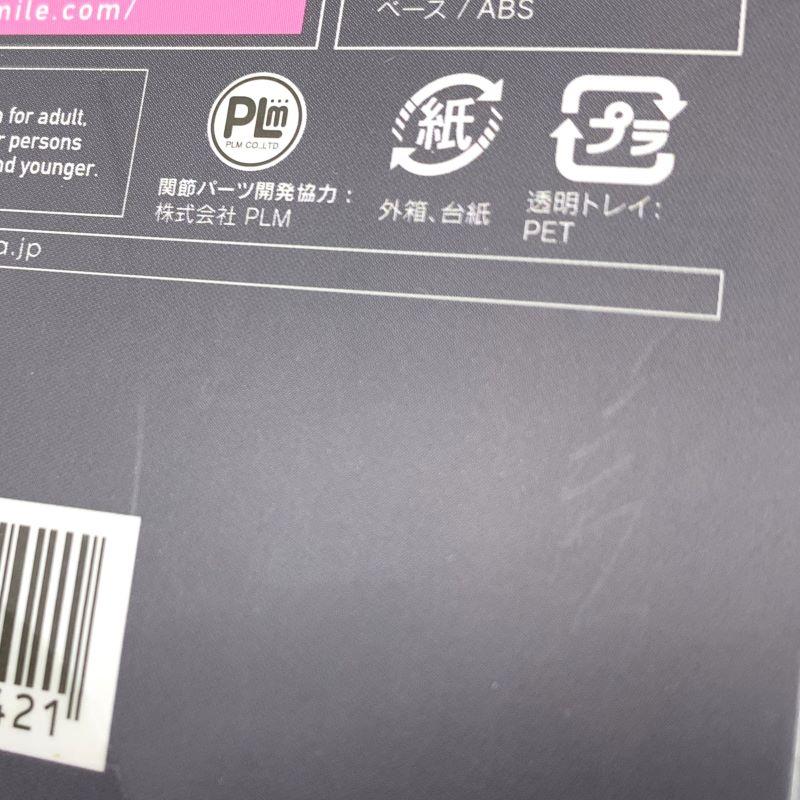 mile.com/
ベース / ABS
for adult.
persons
nd younger.
PLm
PLM CO.,LTD
関節パーツ開発協力：
株式会社 PLM
紙
外箱、台紙
プラ
透明トレイ：
PET
a.jp
421